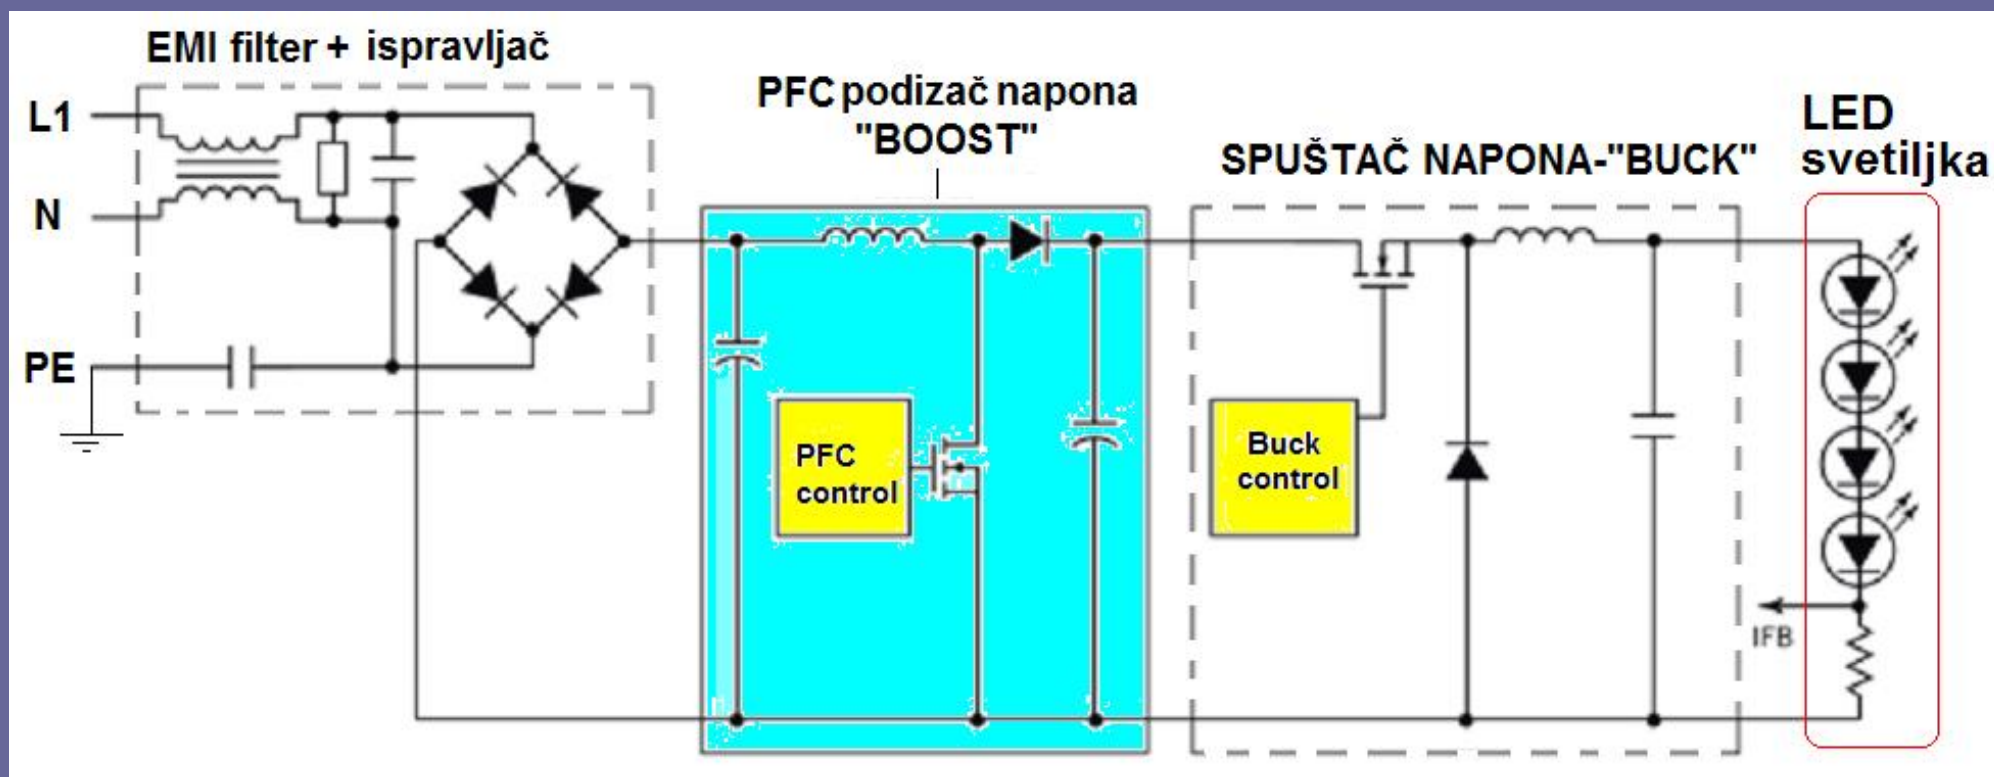 EMI filter + ispravljač
L1
N
PE
PFC podizač napona
"BOOST"
PFC
control
SPUŠTAČ NAPONA-"BUCK"
Buck
control
LED
svetiljka
IFB